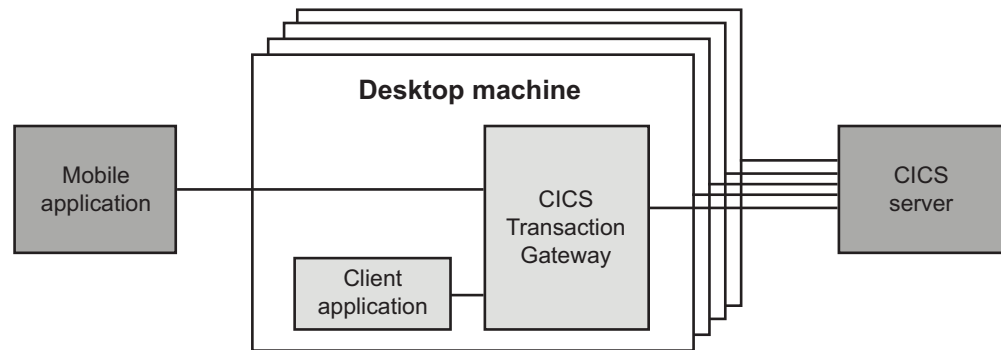 Desktop machine
Mobile
application
CICS
Transaction
Gateway
Client
application
CICS
server